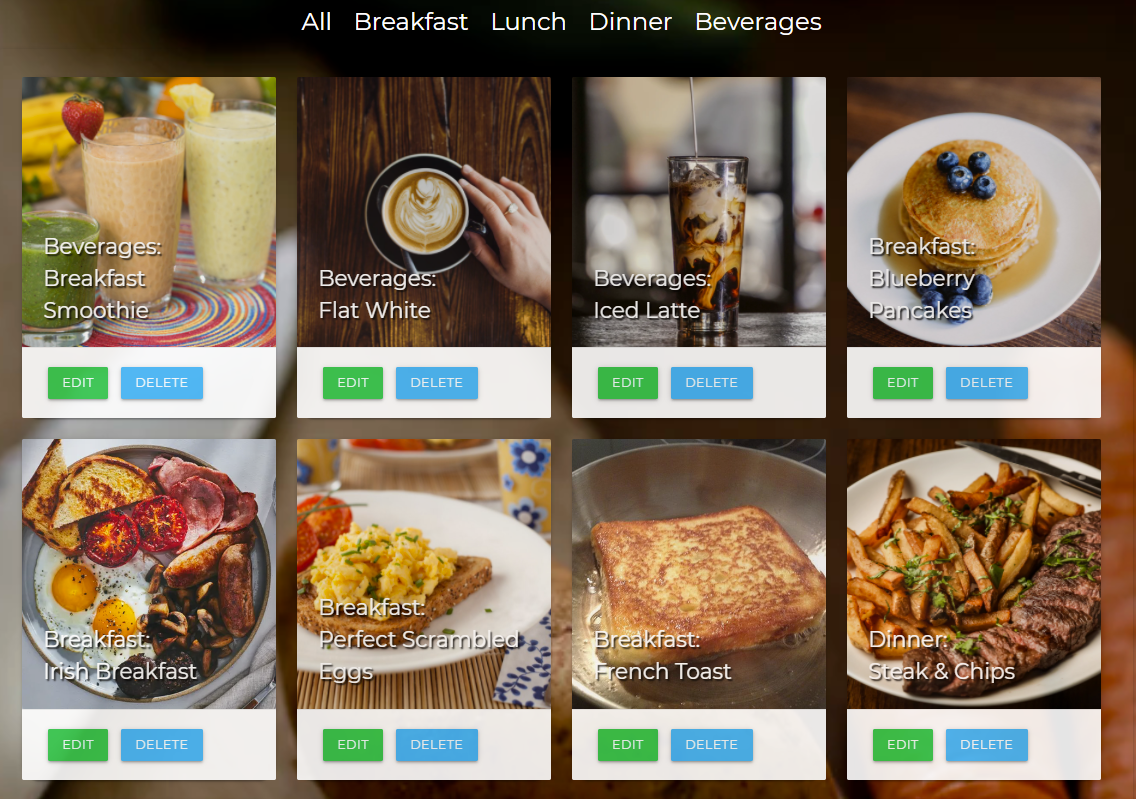 All Breakfast Lunch Dinner Beverages
Beverages:
Breakfast
Smoothie
EDIT DELETE
Beverages:
Flat White
EDIT DELETE
Beverages:
Iced Latte
EDIT DELETE
Breakfast:
Blueberry
Pancakes
EDIT DELETE
Breakfast:
Irish Breakfast
EDIT DELETE
Breakfast:
Perfect Scrambled
Eggs
EDIT DELETE
Breakfast:
French Toast
EDIT DELETE
Dinner:
Steak & Chips
EDIT DELETE